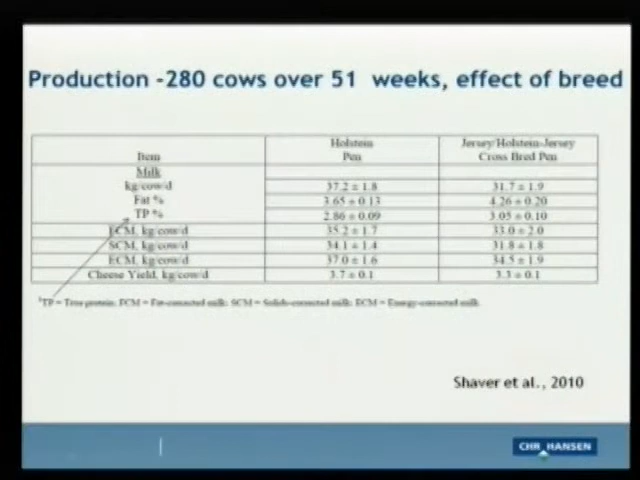 Production -280 cows over 51 weeks, effect of breed
Item Holstein Pen Jersey/Holstein-Jersey Cross Bred Pen
Milk
kg/cow/d 37.2 ± 1.8 31.7 ± 1.9
Fat % 3.65 ± 0.13 4.26 ± 0.20
TP % 2.86 ± 0.09 3.05 ± 0.10
FCM, kg/cow/d 35.2 ± 1.7 33.0 ± 2.0
SCM, kg/cow/d 34.1 ± 1.4 31.8 ± 1.8
ECM, kg/cow/d 37.0 ± 1.6 34.5 ± 1.9
Cheese Yield, kg/cow/d 3.7 ± 0.1 3.3 ± 0.1
¹TP = True protein; FCM = Fat-corrected milk; SCM = Solids-corrected milk; ECM = Energy-corrected milk.
Shaver et al., 2010
CHR HANSEN